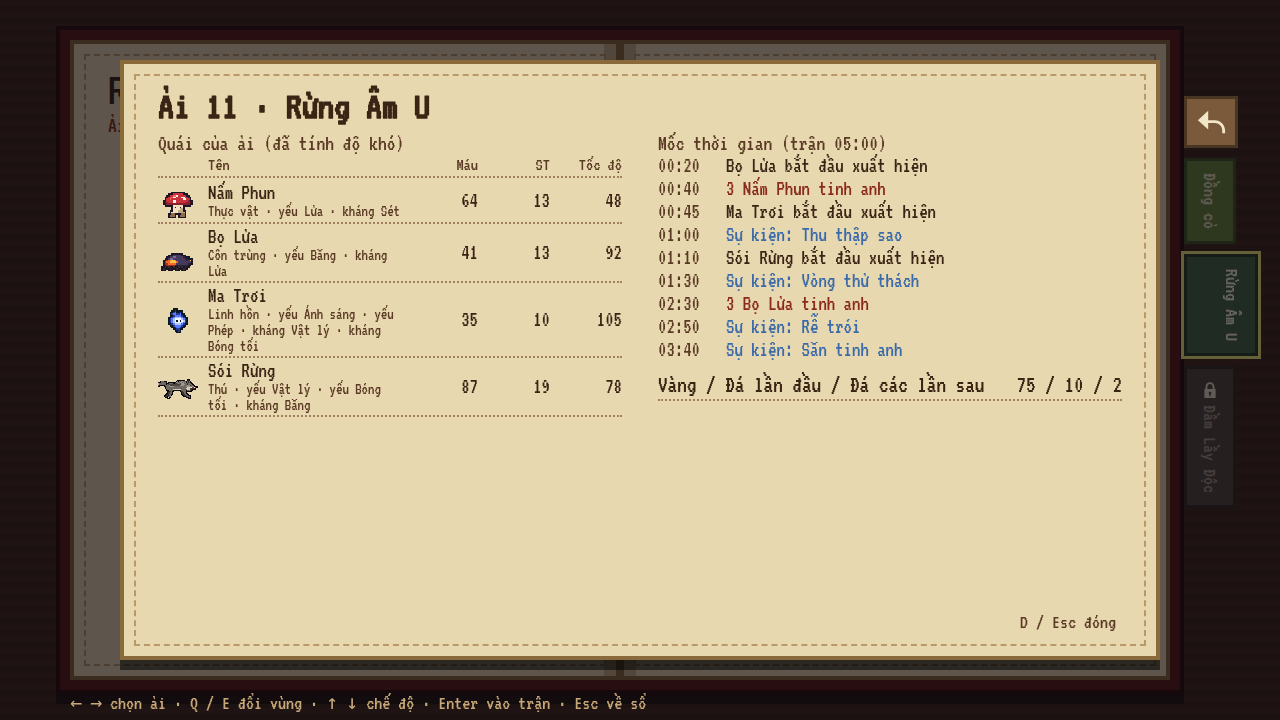 Ải 11 · Rừng Âm U
Quái của ải (đã tính độ khó)
Tên Máu ST Tốc độ
Nấm Phun 64 13 48
Thực vật · yếu Lửa · kháng Sét
Bọ Lửa 41 13 92
Côn trùng · yếu Băng · kháng
Lửa
Ma Trơi 35 10 105
Linh hồn · yếu Ánh sáng · yếu
Phép · kháng Vật lý · kháng
Bóng tối
Sói Rừng 87 19 78
Thú · yếu Vật lý · yếu Bóng
tối · kháng Băng
Mốc thời gian (trận 05:00)
00:20 Bọ Lửa bắt đầu xuất hiện
00:40 3 Nấm Phun tinh anh
00:45 Ma Trơi bắt đầu xuất hiện
01:00 Sự kiện: Thu thập sao
01:10 Sói Rừng bắt đầu xuất hiện
01:30 Sự kiện: Vòng thử thách
02:30 3 Bọ Lửa tinh anh
02:50 Sự kiện: Rễ trói
03:40 Sự kiện: Săn tinh anh
Vàng / Đá lần đầu / Đá các lần sau 75 / 10 / 2
D / Esc đóng
Đồng cỏ
Rừng Âm U
Đầm Lầy Độc
← → chọn ải · Q / E đổi vùng · ↑ ↓ chế độ · Enter vào trận · Esc về sổ